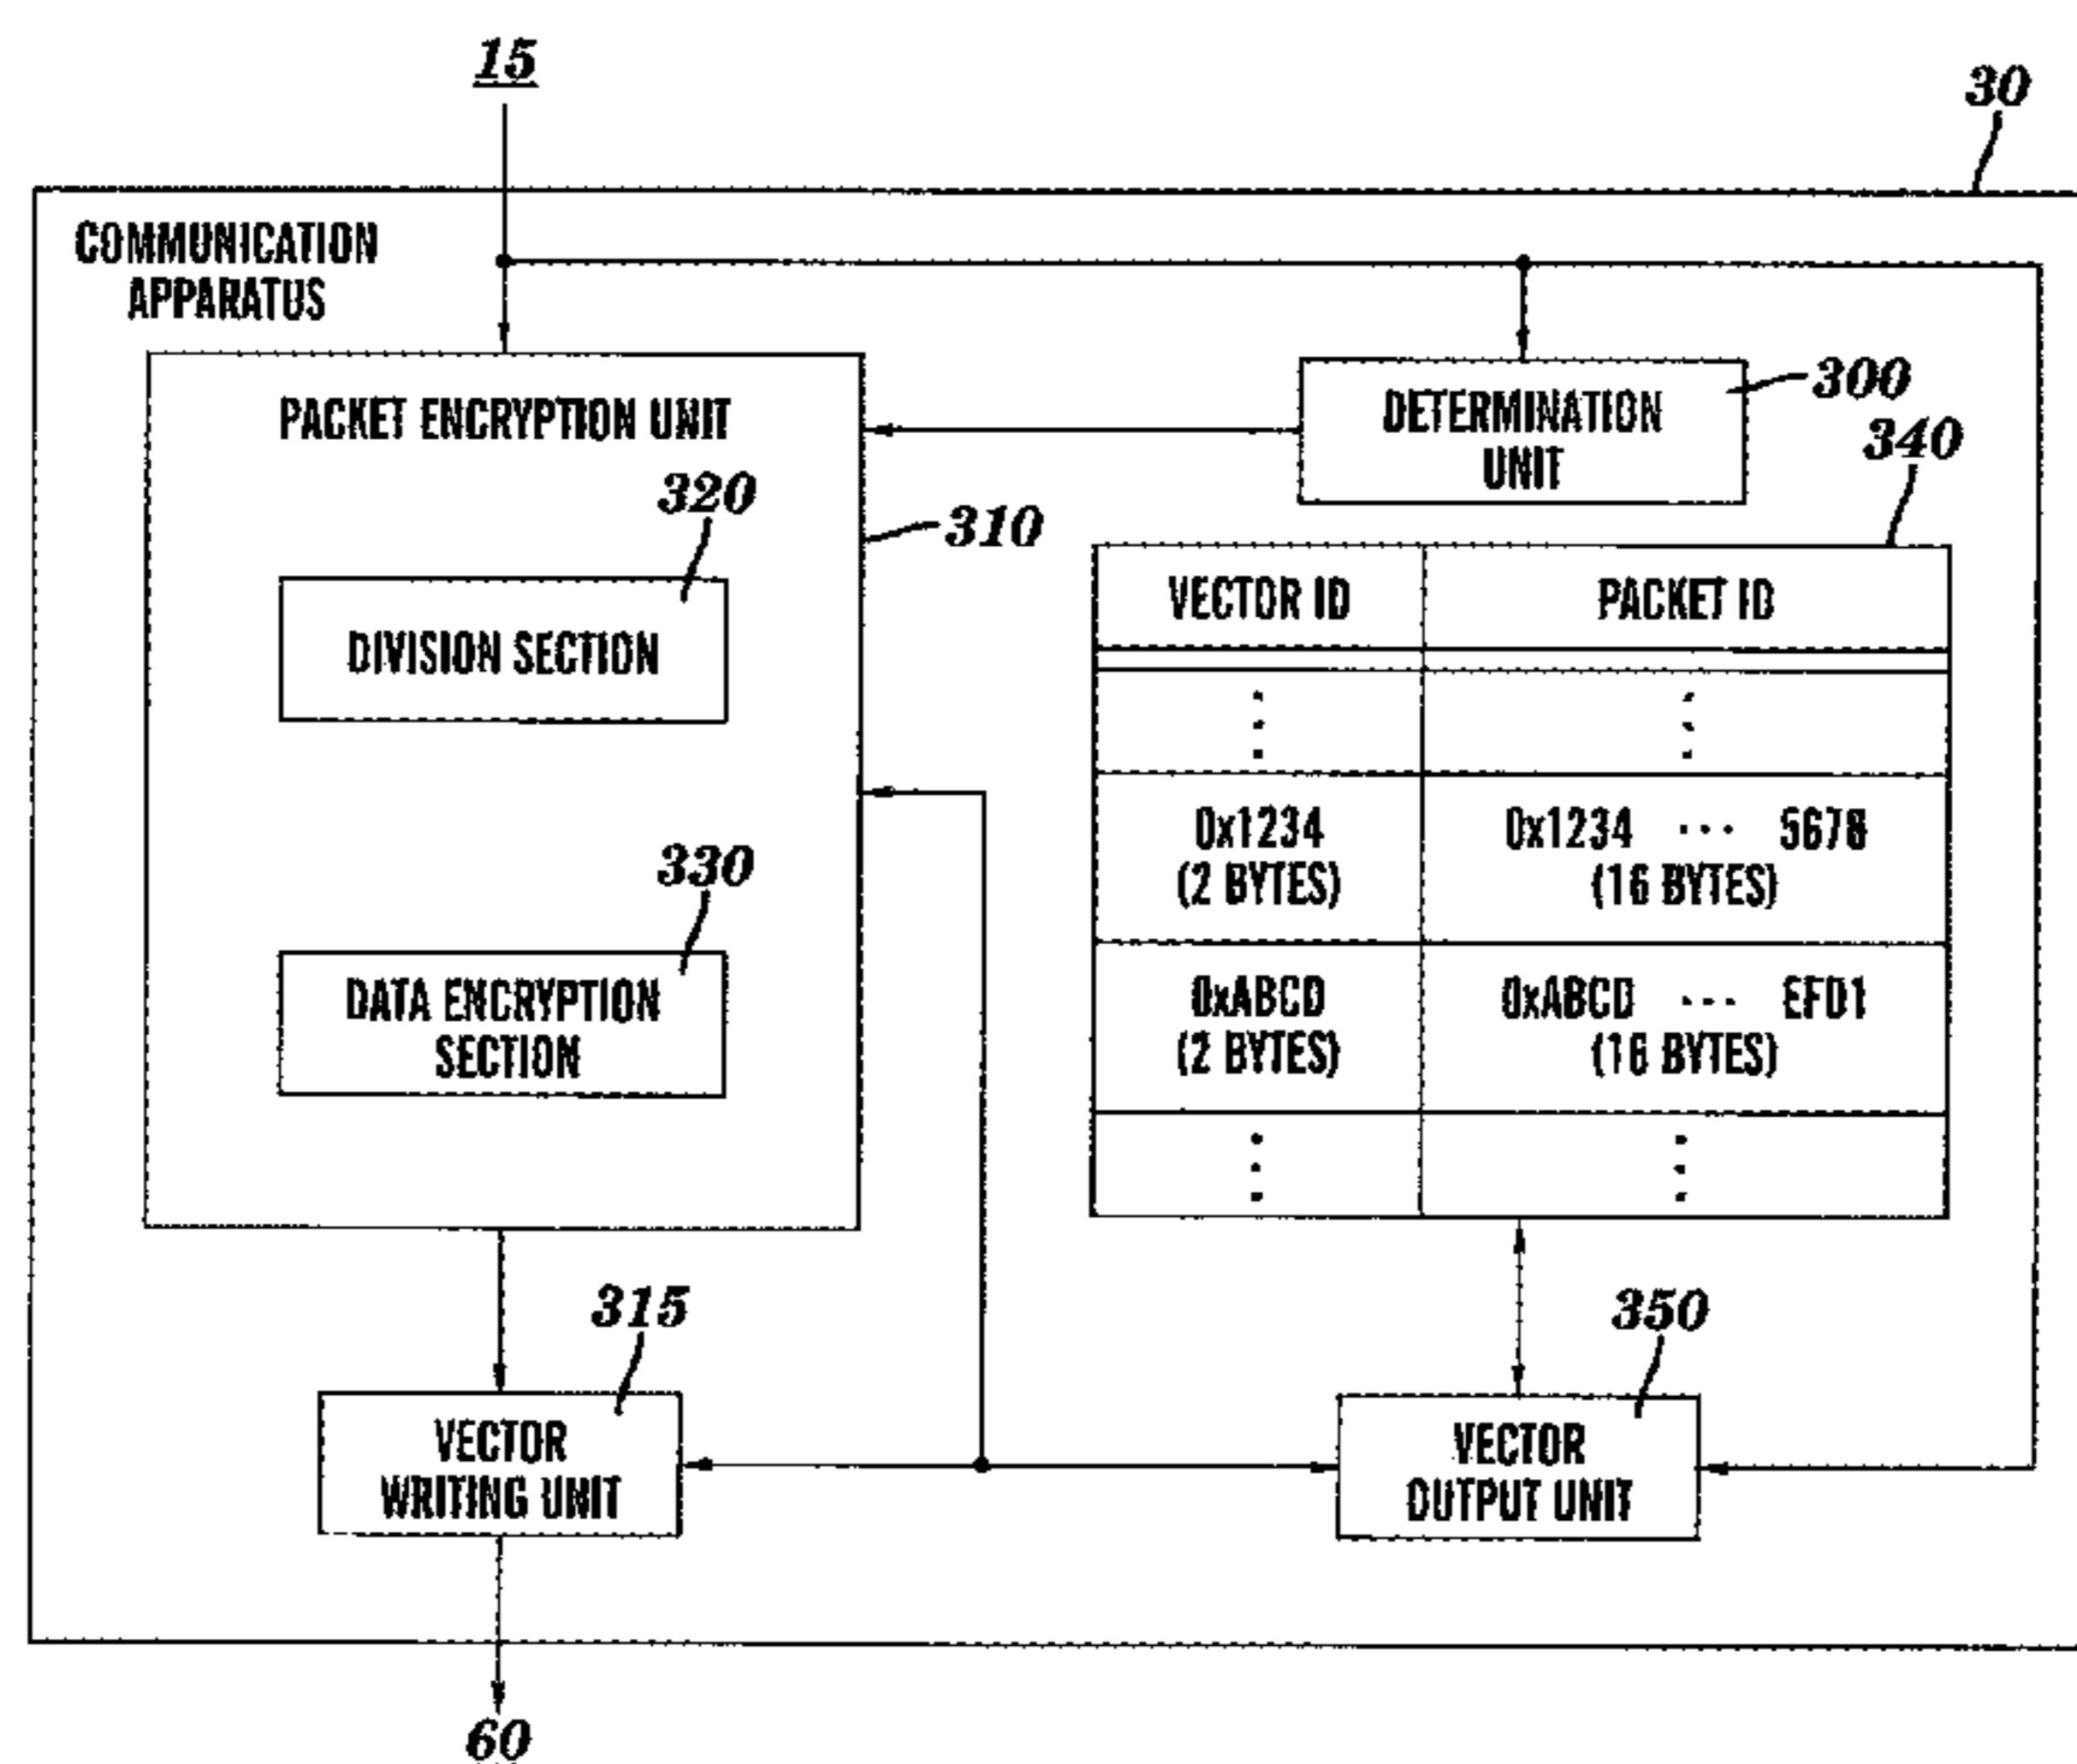 15
30
COMMUNICATION
APPARATUS
PACKET ENCRYPTION UNIT
310
320
DIVISION SECTION
330
DATA ENCRYPTION
SECTION
DETERMINATION
UNIT
300
340
VECTOR ID PACKET ID
0x1234 0x1234 ··· 5678
(2 BYTES) (16 BYTES)
0xABCD 0xABCD ··· EF01
(2 BYTES) (16 BYTES)
315
VECTOR
WRITING UNIT
350
VECTOR
OUTPUT UNIT
60